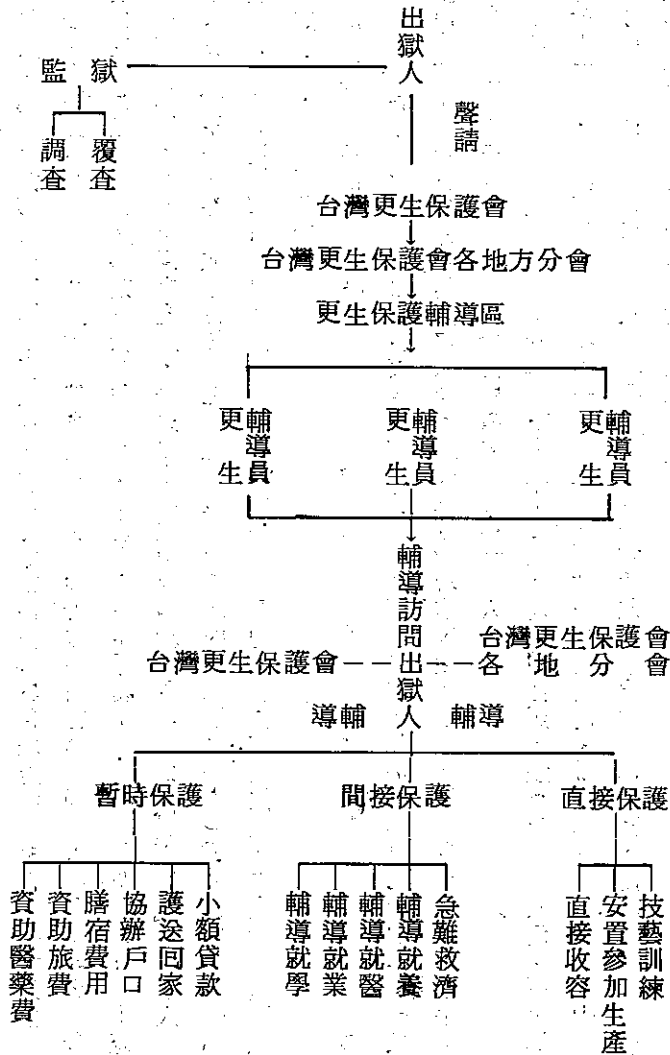 出獄人
監獄
覆查
調查
聲請
台灣更生保護會
台灣更生保護會各地方分會
更生保護輔導區
更生輔導員
更生輔導員
更生輔導員
輔導訪問出獄人
台灣更生保護會
各地分會
台灣更生保護會
輔導
導輔
直接保護
間接保護
暫時保護
技藝訓練
安置參加生產
直接收容
急難救濟
輔導就養
輔導就醫
輔導就業
輔導就學
小額貸款
護送回家
協辦戶口
膳宿費用
資助旅費
資助醫藥費